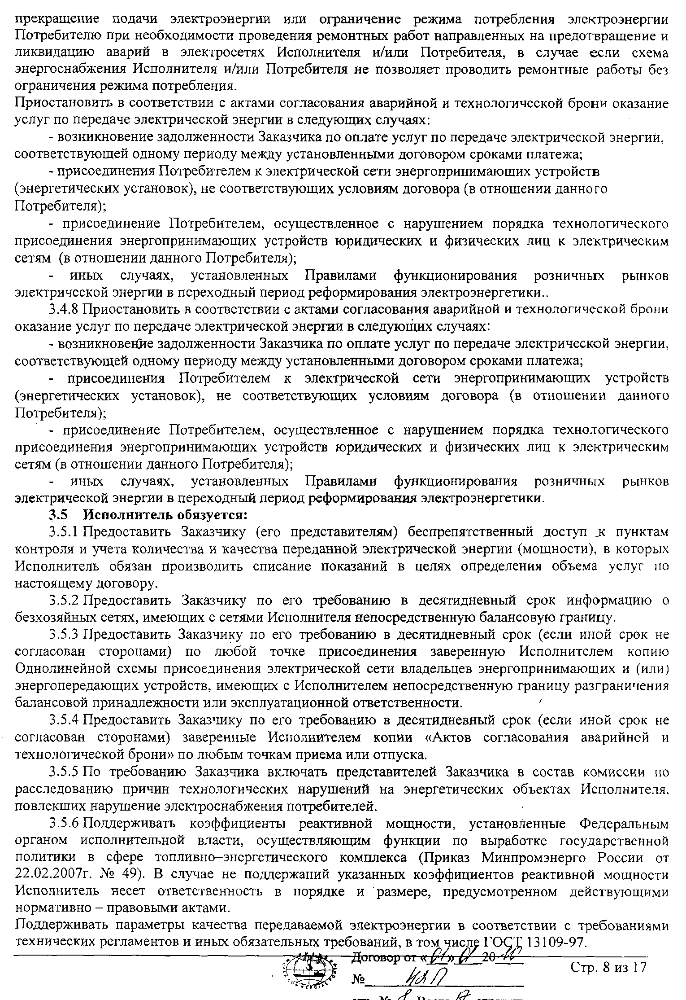 прекращение подачи электроэнергии или ограничение режима потребления электроэнергии
Потребителю при необходимости проведения ремонтных работ направленных на предотвращение и
ликвидацию аварий в электросетях Исполнителя и/или Потребителя, в случае если схема
энергоснабжения Исполнителя и/или Потребителя не позволяет проводить ремонтные работы без
ограничения режима потребления.
Приостановить в соответствии с актами согласования аварийной и технологической брони оказание
услуг по передаче электрической энергии в следующих случаях:
- возникновение задолженности Заказчика по оплате услуг по передаче электрической энергии,
соответствующей одному периоду между установленными договором сроками платежа;
- присоединения Потребителем к электрической сети энергопринимающих устройств
(энергетических установок), не соответствующих условиям договора (в отношении данного
Потребителя);
- присоединение Потребителем, осуществленное с нарушением порядка технологического
присоединения энергопринимающих устройств юридических и физических лиц к электрическим
сетям (в отношении данного Потребителя);
- иных случаях, установленных Правилами функционирования розничных рынков
электрической энергии в переходный период реформирования электроэнергетики..
3.4.8 Приостановить в соответствии с актами согласования аварийной и технологической брони
оказание услуг по передаче электрической энергии в следующих случаях:
- возникновение задолженности Заказчика по оплате услуг по передаче электрической энергии,
соответствующей одному периоду между установленными договором сроками платежа;
- присоединения Потребителем к электрической сети энергопринимающих устройств
(энергетических установок), не соответствующих условиям договора (в отношении данного
Потребителя);
- присоединение Потребителем, осуществленное с нарушением порядка технологического
присоединения энергопринимающих устройств юридических и физических лиц к электрическим
сетям (в отношении данного Потребителя);
- иных случаях, установленных Правилами функционирования розничных рынков
электрической энергии в переходный период реформирования электроэнергетики.
3.5 Исполнитель обязуется:
3.5.1 Предоставить Заказчику (его представителям) беспрепятственный доступ к пунктам
контроля и учета количества и качества переданной электрической энергии (мощности), в которых
Исполнитель обязан производить списание показаний в целях определения объема услуг по
настоящему договору.
3.5.2 Предоставить Заказчику по его требованию в десятидневный срок информацию о
безхозяйных сетях, имеющих с сетями Исполнителя непосредственную балансовую границу.
3.5.3 Предоставить Заказчику по его требованию в десятидневный срок (если иной срок не
согласован сторонами) по любой точке присоединения заверенную Исполнителем копию
Однолинейной схемы присоединения электрической сети владельцев энергопринимающих и (или)
энергопередающих устройств, имеющих с Исполнителем непосредственную границу разграничения
балансовой принадлежности или эксплуатационной ответственности.
3.5.4 Предоставить Заказчику по его требованию в десятидневный срок (если иной срок не
согласован сторонами) заверенные Исполнителем копии «Актов согласования аварийной и
технологической брони» по любым точкам приема или отпуска.
3.5.5 По требованию Заказчика включать представителей Заказчика в состав комиссии по
расследованию причин технологических нарушений на энергетических объектах Исполнителя.
повлекших нарушение электроснабжения потребителей.
3.5.6 Поддерживать коэффициенты реактивной мощности, установленные Федеральным
органом исполнительной власти, осуществляющим функции по выработке государственной
политики в сфере топливно–энергетического комплекса (Приказ Минпромэнерго России от
22.02.2007г. № 49). В случае не поддержаний указанных коэффициентов реактивной мощности
Исполнитель несет ответственность в порядке и размере, предусмотренном действующими
нормативно – правовыми актами.
Поддерживать параметры качества передаваемой электроэнергии в соответствии с требованиями
технических регламентов и иных обязательных требований, в том числе ГОСТ 13109-97.
Договор от «01» 01 2010
Стр. 8 из 17
№